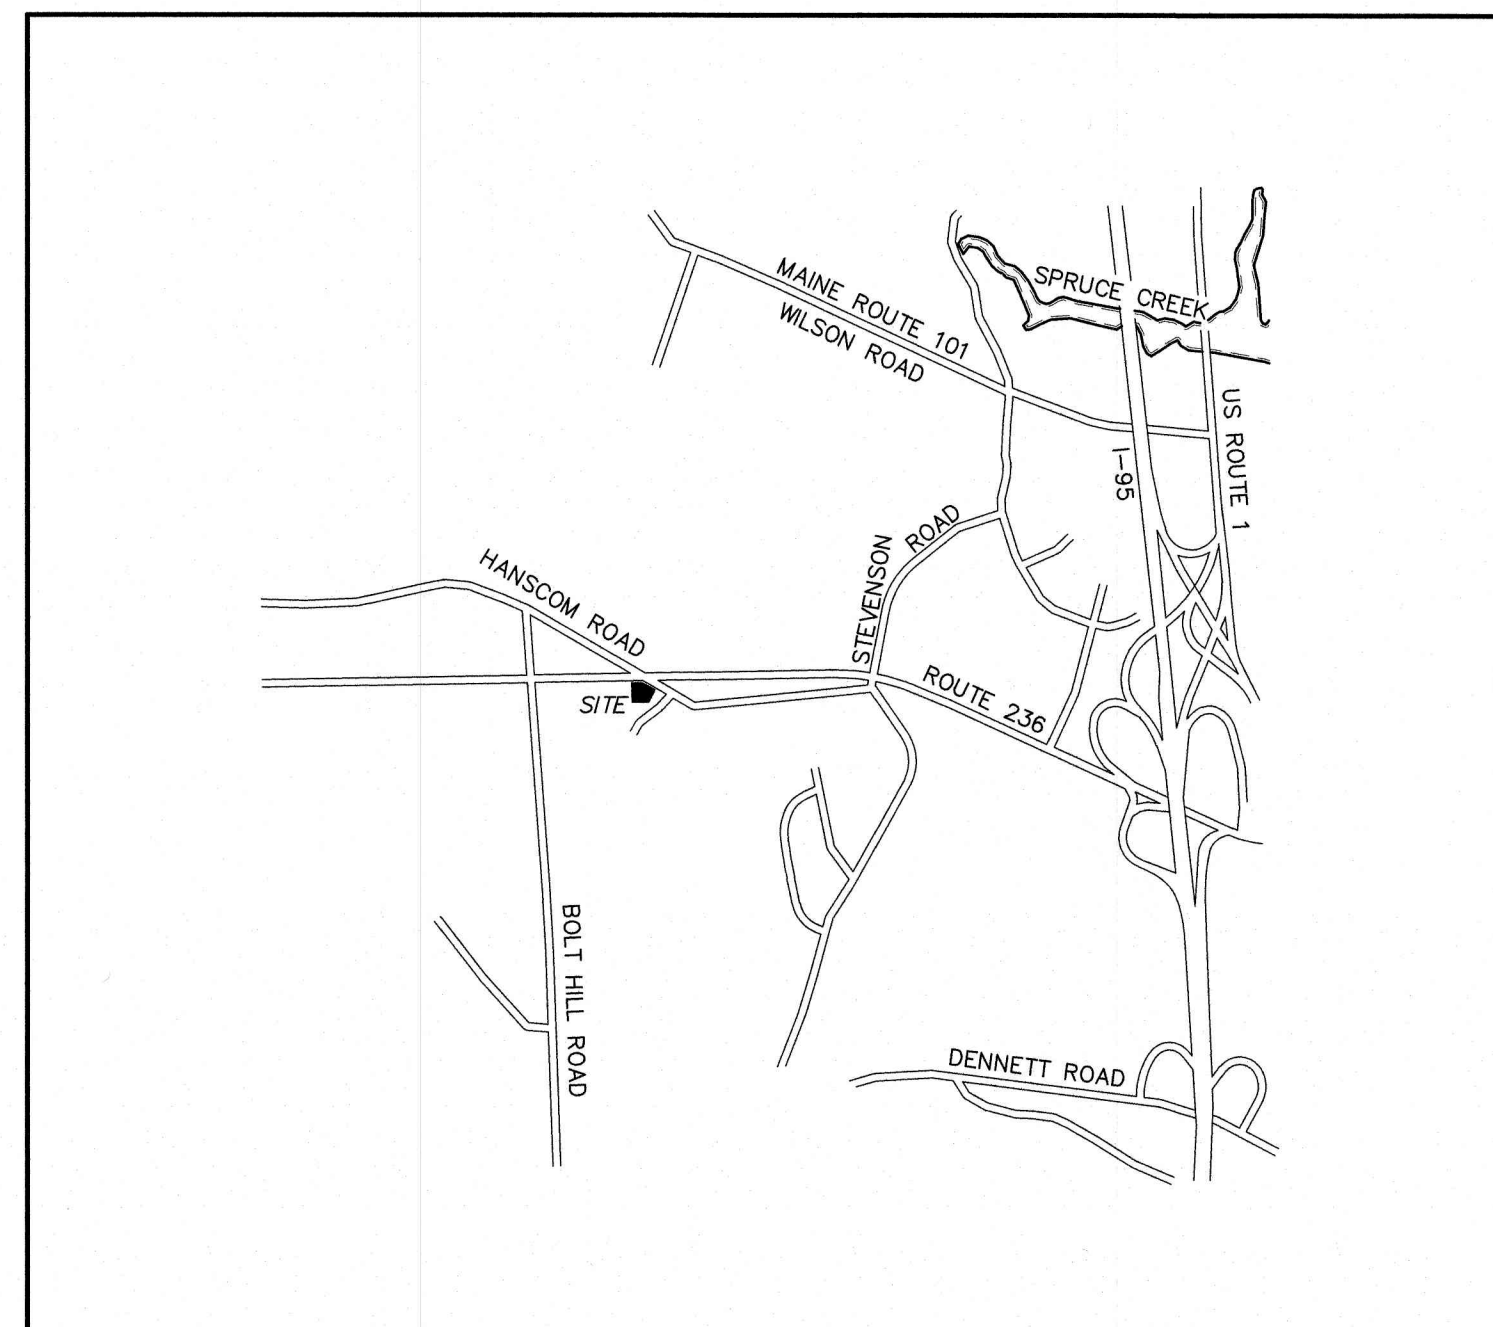 SPRUCE CREEK
MAINE ROUTE 101
WILSON ROAD
US ROUTE 1
I-95
STEVENSON ROAD
HANSCOM ROAD
SITE
ROUTE 236
BOLT HILL ROAD
DENNETT ROAD